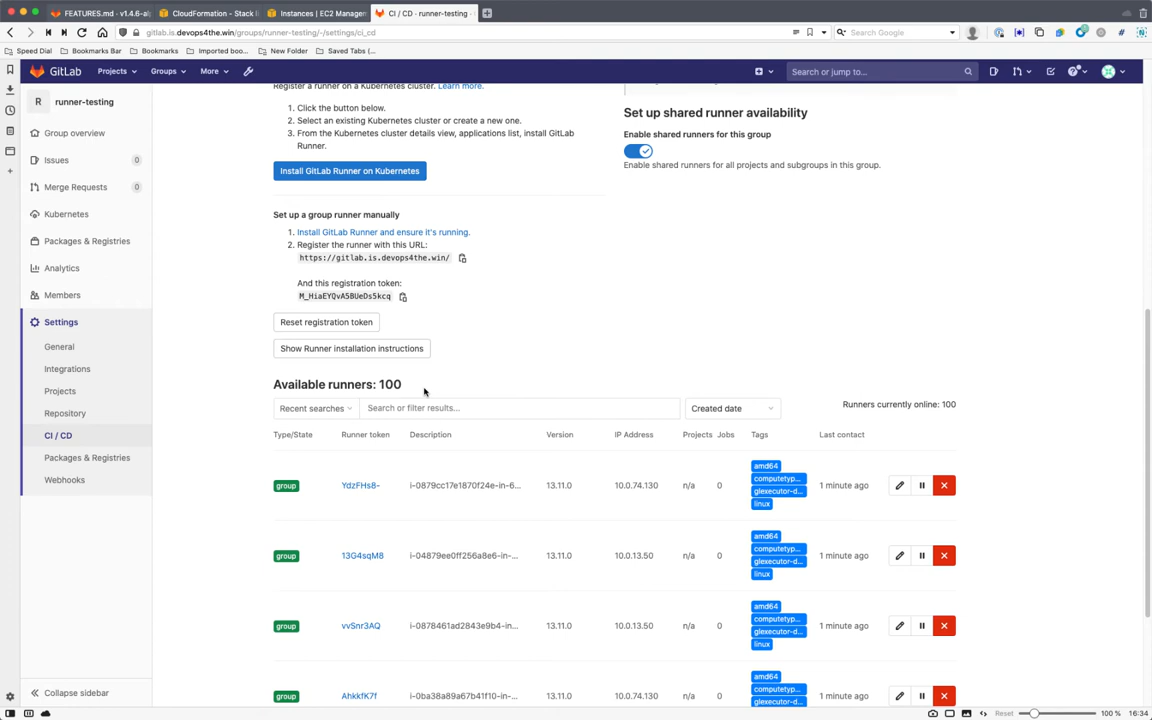 FEATURES.md · v1.4.6-alp
CloudFormation - Stack f
Instances | EC2 Managem
CI / CD · runner-testing ·
gitlab.is.devops4the.win/groups/runner-testing/-/settings/ci_cd
Search Google
Speed Dial
Bookmarks Bar
Bookmarks
Imported boo...
New Folder
Saved Tabs (...
GitLab
Projects
Groups
More
Search or jump to...
R
runner-testing
Group overview
Issues
0
Merge Requests
0
Kubernetes
Packages & Registries
Analytics
Members
Settings
General
Integrations
Projects
Repository
CI / CD
Packages & Registries
Webhooks
Collapse sidebar
Register a runner on a Kubernetes cluster. Learn more.
1. Click the button below.
2. Select an existing Kubernetes cluster or create a new one.
3. From the Kubernetes cluster details view, applications list, install GitLab
Runner.
Install GitLab Runner on Kubernetes
Set up a group runner manually
1. Install GitLab Runner and ensure it's running.
2. Register the runner with this URL:
https://gitlab.is.devops4the.win/
And this registration token:
M_HiaEYQvA5BUeDs5kcq
Reset registration token
Show Runner installation instructions
Set up shared runner availability
Enable shared runners for this group
Enable shared runners for all projects and subgroups in this group.
Available runners: 100
Recent searches
Search or filter results...
Created date
Runners currently online: 100
Type/State Runner token Description Version IP Address Projects Jobs Tags Last contact
group YdzFHs8- i-0879cc17e1870f24e-in-6... 13.11.0 10.0.74.130 n/a 0 1 minute ago
amd64
computetyp...
glexecutor-d...
linux
group 13G4sqM8 i-04879ee0ff256a8e6-in-... 13.11.0 10.0.13.50 n/a 0 1 minute ago
amd64
computetyp...
glexecutor-d...
linux
group vvSnr3AQ i-0878461ad2843e9b4-in-... 13.11.0 10.0.13.50 n/a 0 1 minute ago
amd64
computetyp...
glexecutor-d...
linux
group AhkkfK7f i-0ba38a89a67b41f10-in-... 13.11.0 10.0.74.130 n/a 0 1 minute ago
amd64
computetyp...
glexecutor-d...
Reset
100 %
16:34